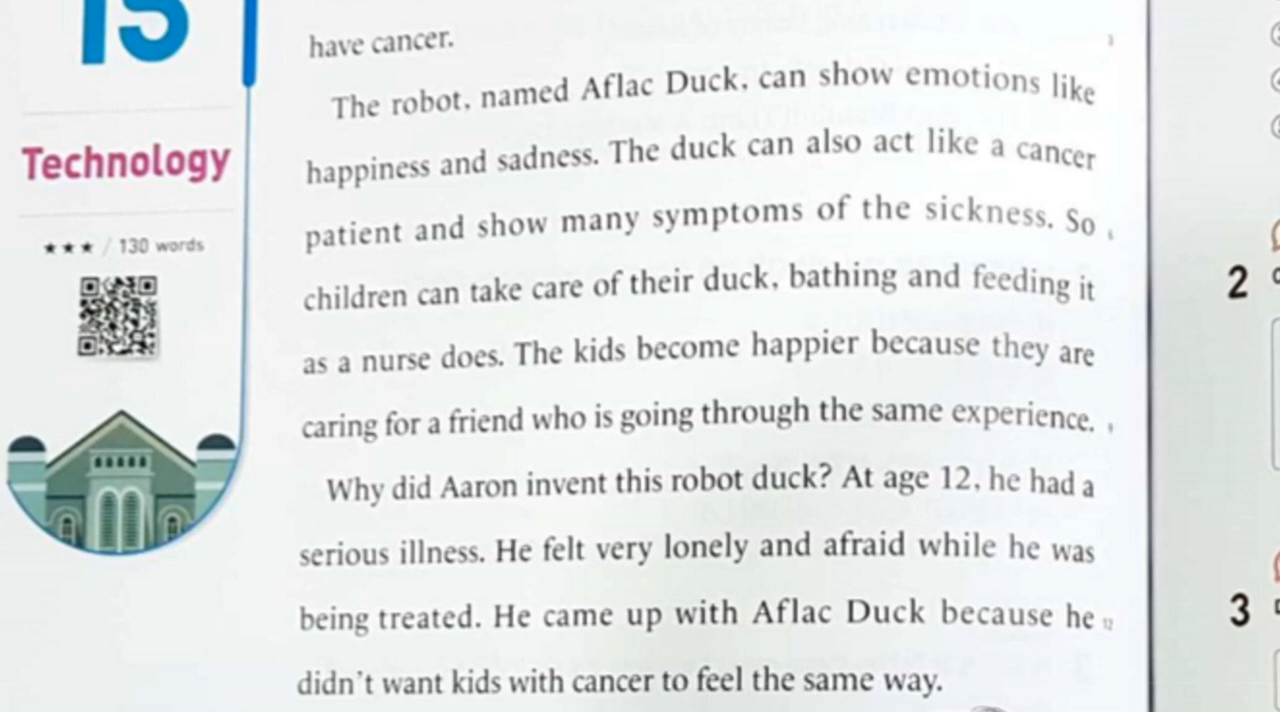 15
Technology
★★★ / 130 words
have cancer.
The robot, named Aflac Duck, can show emotions like
happiness and sadness. The duck can also act like a cancer
patient and show many symptoms of the sickness. So
children can take care of their duck, bathing and feeding it
as a nurse does. The kids become happier because they are
caring for a friend who is going through the same experience.
Why did Aaron invent this robot duck? At age 12, he had a
serious illness. He felt very lonely and afraid while he was
being treated. He came up with Aflac Duck because he
12
didn't want kids with cancer to feel the same way.
2
3